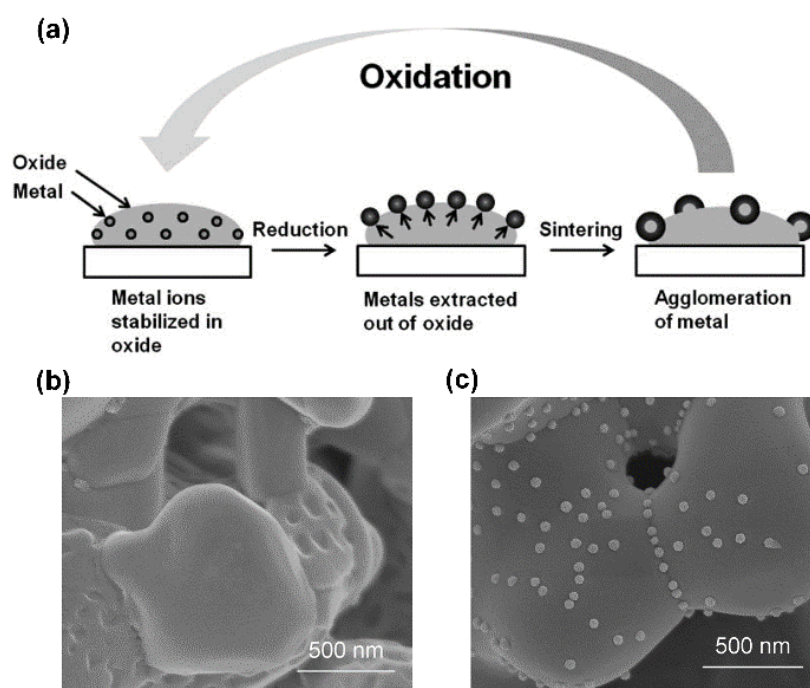 (a)
Oxidation
Oxide
Metal
Reduction
Sintering
Metal ions
stabilized in
oxide
Metals extracted
out of oxide
Agglomeration
of metal
(b)
(c)
500 nm
500 nm